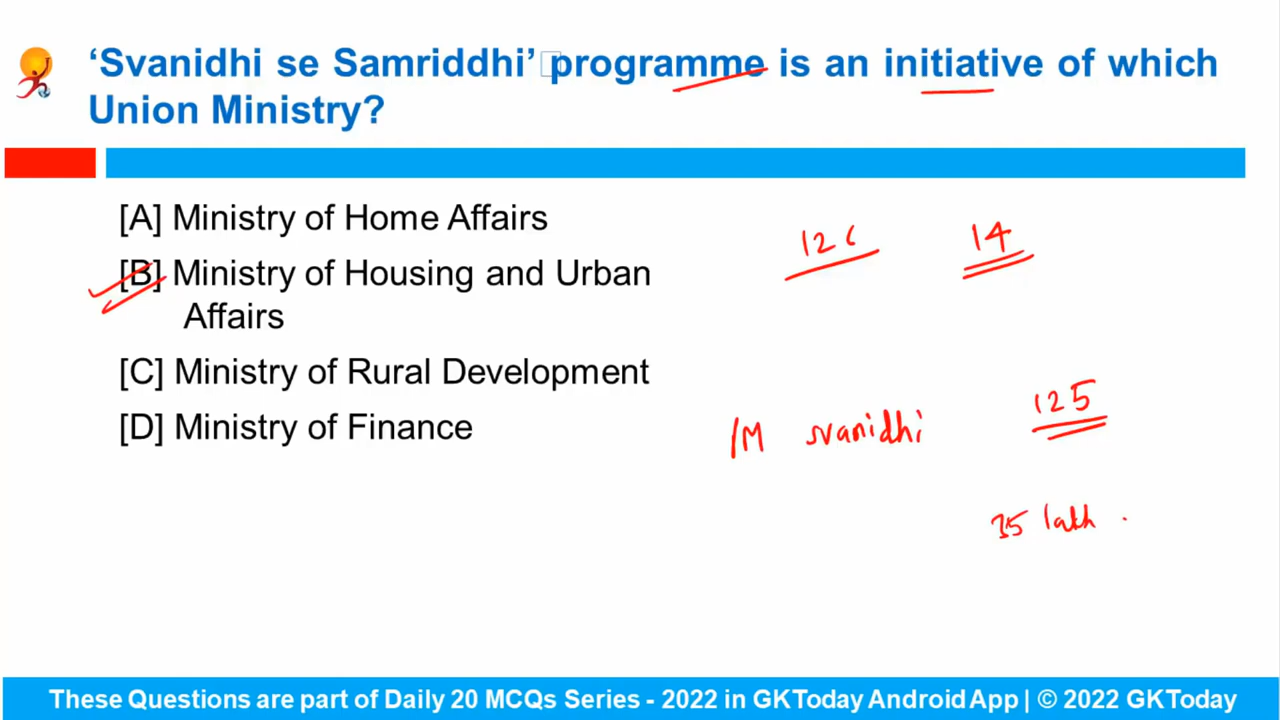 ‘Svanidhi se Samriddhi’ programme is an initiative of which
Union Ministry?
[A] Ministry of Home Affairs
[B] Ministry of Housing and Urban
Affairs
[C] Ministry of Rural Development
[D] Ministry of Finance
14
125
svanidhi
35 lakh
These Questions are part of Daily 20 MCQs Series - 2022 in GKToday Android App | © 2022 GKToday